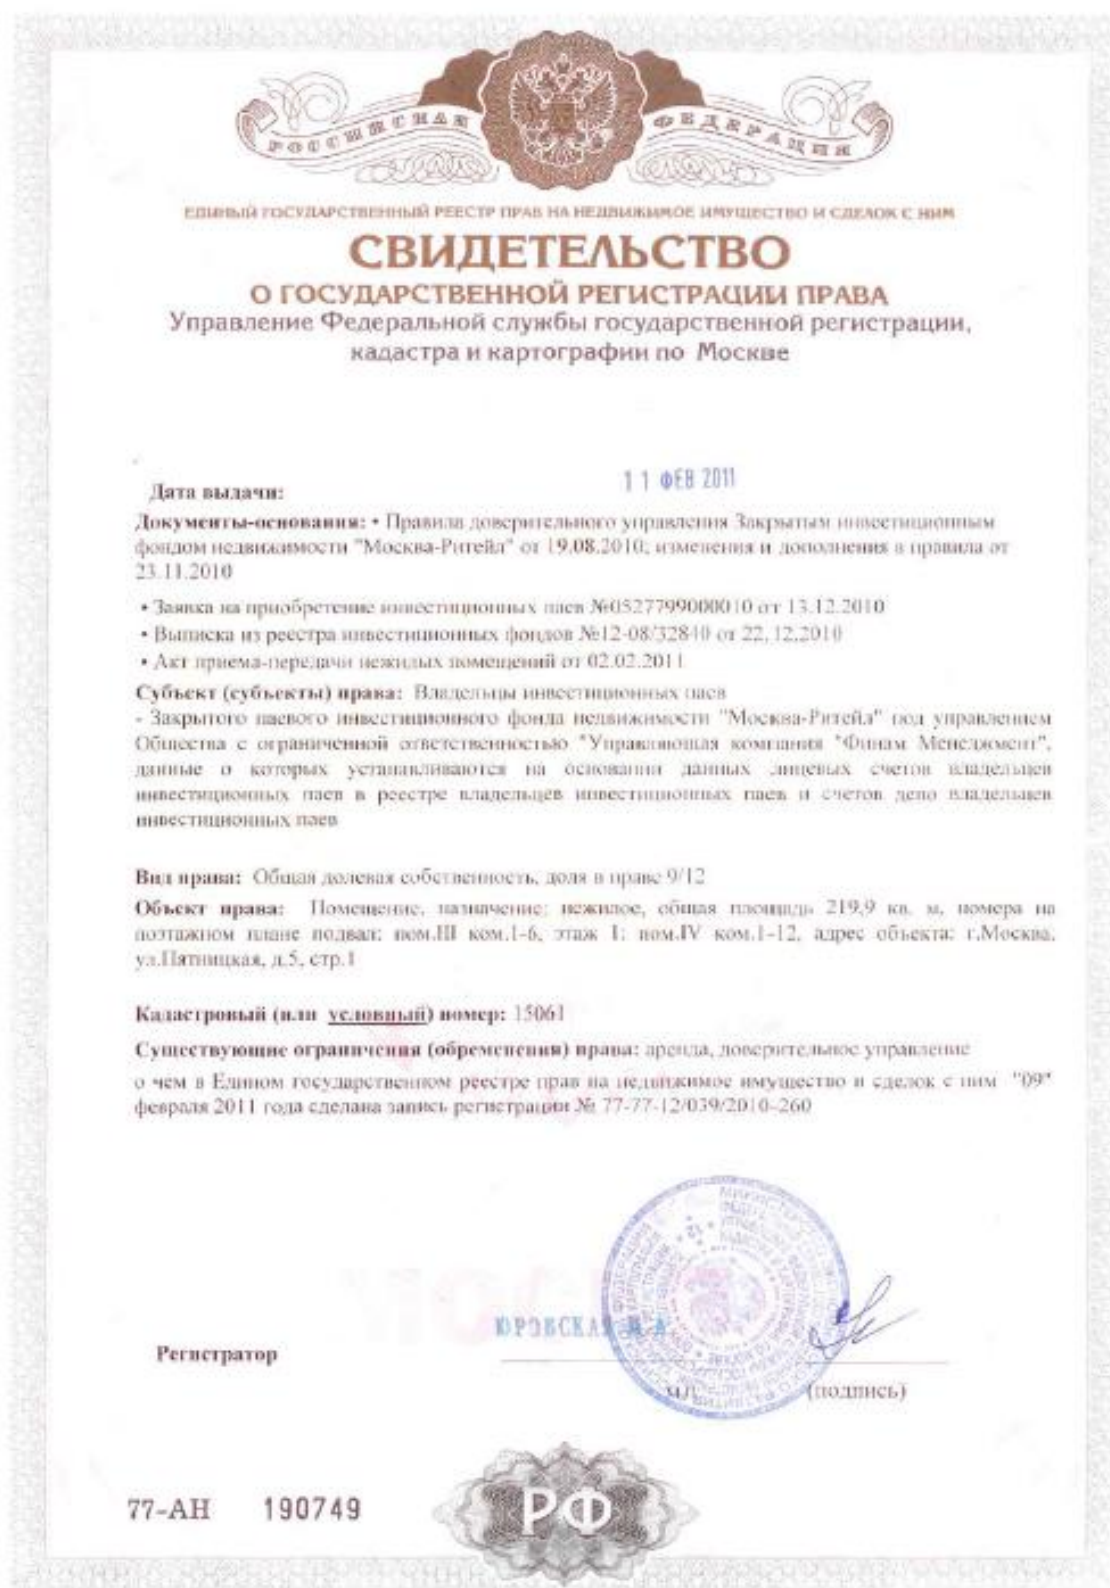 РОССИЙСКАЯ ФЕДЕРАЦИЯ
ЕДИНЫЙ ГОСУДАРСТВЕННЫЙ РЕЕСТР ПРАВ НА НЕДВИЖИМОЕ ИМУЩЕСТВО И СДЕЛОК С НИМ
СВИДЕТЕЛЬСТВО
О ГОСУДАРСТВЕННОЙ РЕГИСТРАЦИИ ПРАВА
Управление Федеральной службы государственной регистрации,
кадастра и картографии по Москве
11 ФЕВ 2011
Дата выдачи:
Документы-основания: • Правила доверительного управления Закрытым инвестиционным
фондом недвижимости "Москва-Ритейл" от 19.08.2010; изменения и дополнения в правила от
23.11.2010
• Заявка на приобретение инвестиционных паев №0527799000010 от 13.12.2010
• Выписка из реестра инвестиционных фондов №12-08/32840 от 22.12.2010
• Акт приема-передачи нежилых помещений от 02.02.2011
Субъект (субъекты) права: Владельцы инвестиционных паев
- Закрытого паевого инвестиционного фонда недвижимости "Москва-Ритейл" под управлением
Общества с ограниченной ответственностью "Управляющая компания "Финам Менеджмент",
данные о которых устанавливаются на основании данных лицевых счетов владельцев
инвестиционных паев в реестре владельцев инвестиционных паев и счетов депо владельцев
инвестиционных паев
Вид права: Общая долевая собственность, доля в праве 9/12
Объект права: Помещение, назначение: нежилое, общая площадь 219,9 кв. м, номера на
поэтажном плане подвал: пом.III ком.1-6, этаж 1: пом.IV ком.1-12, адрес объекта: г.Москва,
ул.Пятницкая, д.5, стр.1
Кадастровый (или условный) номер: 15061
Существующие ограничения (обременения) права: аренда, доверительное управление
о чем в Едином государственном реестре прав на недвижимое имущество и сделок с ним "09"
февраля 2011 года сделана запись регистрации № 77-77-12/039/2010-260
ЮРОВСКАЯ
Регистратор
М.П. (подпись)
77-АН 190749
РФ